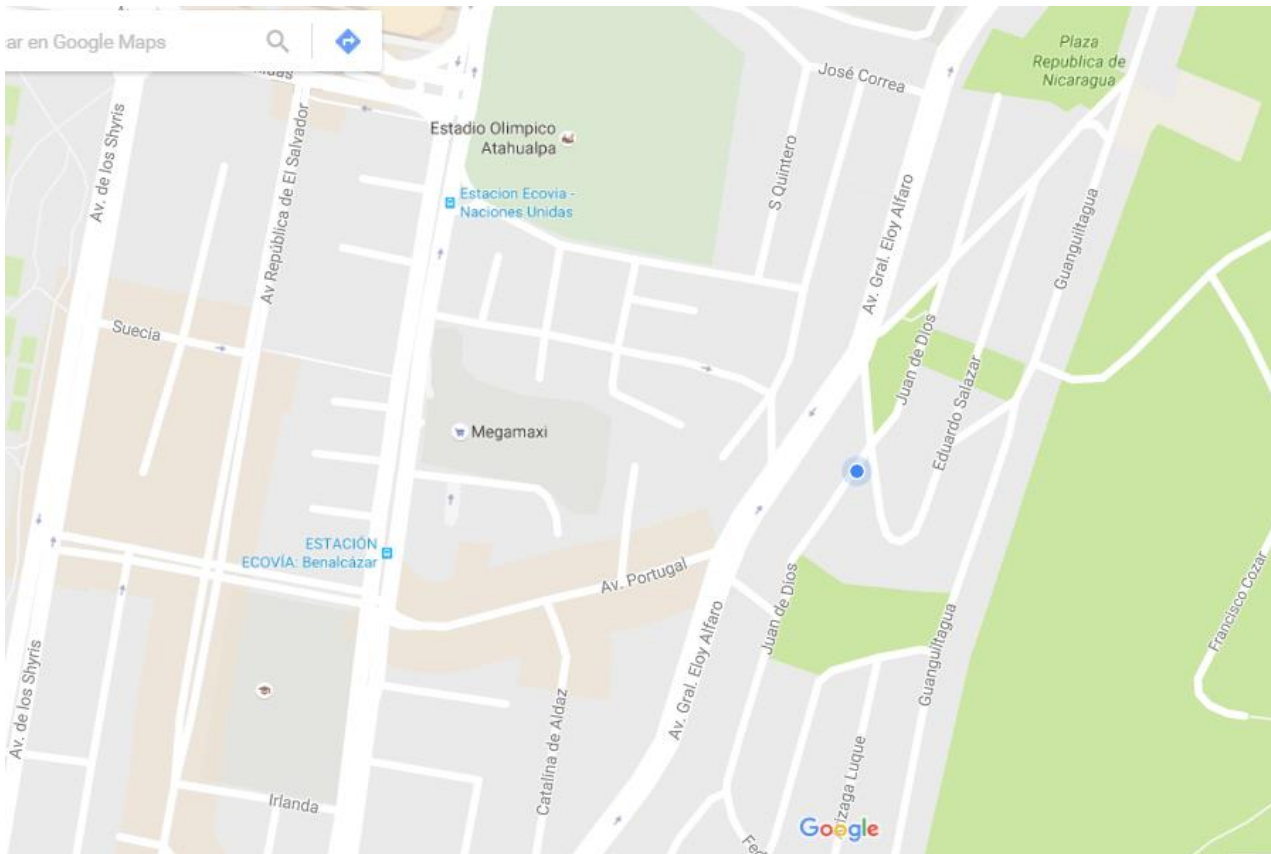 ar en Google Maps
Plaza
Republica de
Nicaragua
José Correa
Estadio Olimpico
Atahualpa
Av. de los Shyris
Av República de El Salvador
S Quintero
Estacion Ecovia -
Naciones Unidas
Av. Gral. Eloy Alfaro
Guanguiltagua
Suecia
Juan de Dios
Eduardo Salazar
Megamaxi
ESTACIÓN
ECOVÍA: Benalcázar
Av. Portugal
Juan de Dios
Francisco Cozar
Guanguiltagua
Av. Gral. Eloy Alfaro
Av. de los Shyris
Catalina de Aldaz
izaga Luque
Irlanda
Google